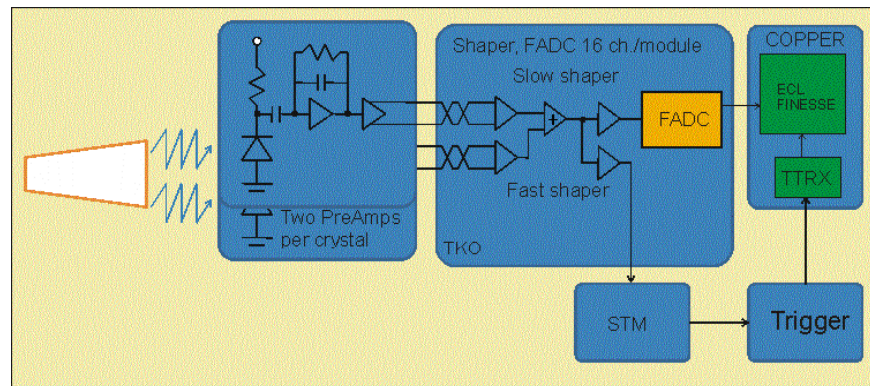 Shaper, FADC 16 ch./module
Slow shaper
COPPER
ECL
FINESSE
FADC
TTRX
Fast shaper
Two PreAmps
per crystal
TKO
STM
Trigger